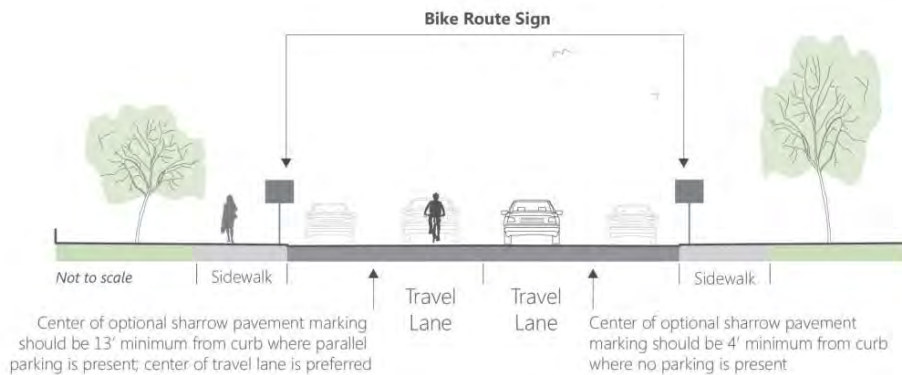 Bike Route Sign
Not to scale
Sidewalk
Travel
Lane
Travel
Lane
Sidewalk
Center of optional sharrow pavement marking
should be 13' minimum from curb where parallel
parking is present; center of travel lane is preferred
Center of optional sharrow pavement
marking should be 4' minimum from curb
where no parking is present